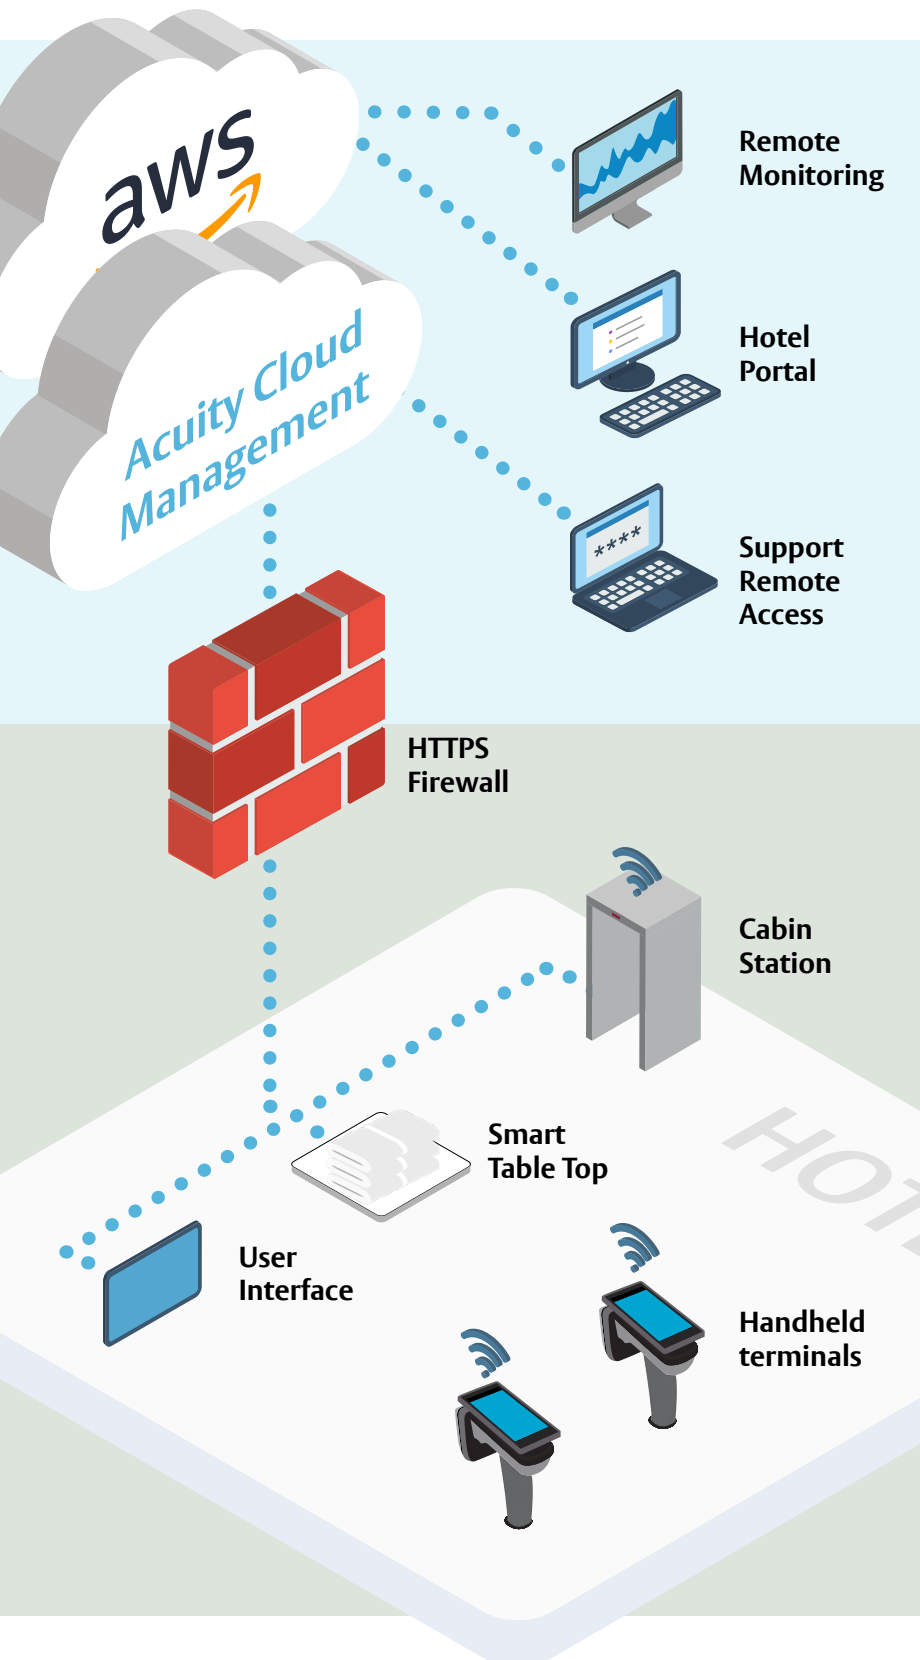 aws
Remote
Monitoring
Hotel
Portal
Acuity Cloud
Management
****
Support
Remote
Access
HTTPS
Firewall
Cabin
Station
Smart
Table Top
HOTE
User
Interface
Handheld
terminals